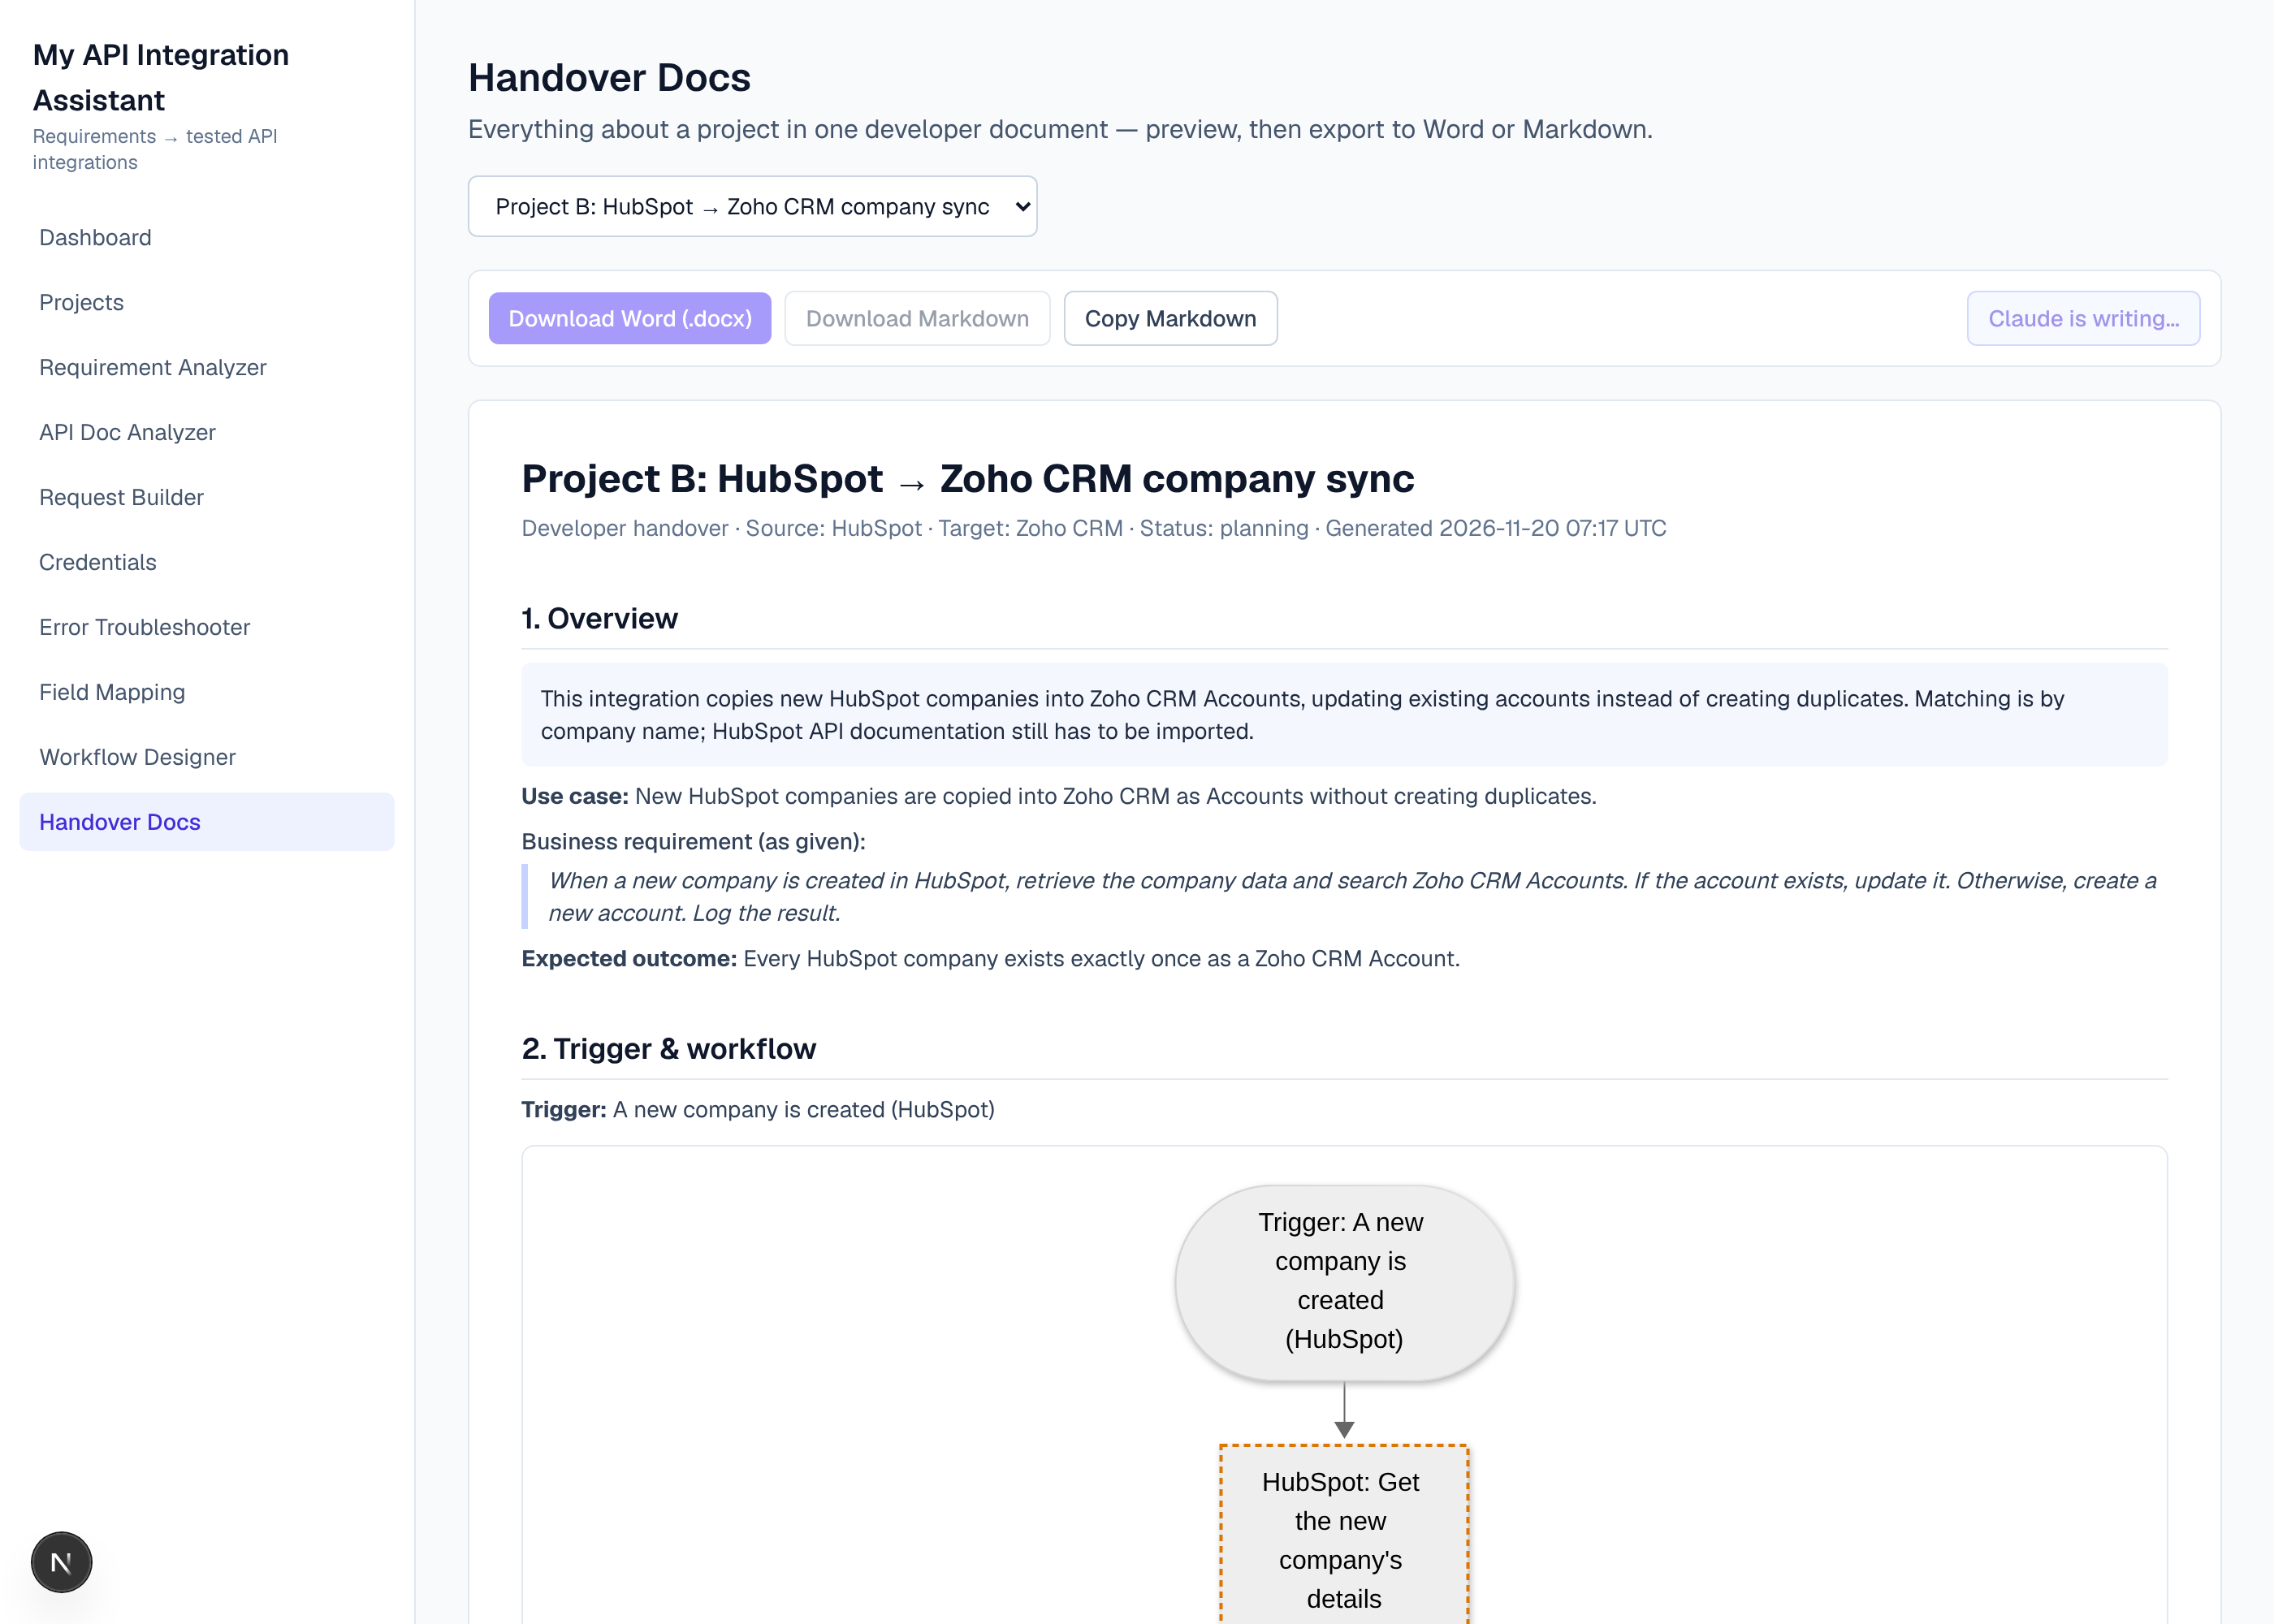 My API Integration
Assistant
Requirements → tested API
integrations
Dashboard
Projects
Requirement Analyzer
API Doc Analyzer
Request Builder
Credentials
Error Troubleshooter
Field Mapping
Workflow Designer
Handover Docs
N
Handover Docs
Everything about a project in one developer document — preview, then export to Word or Markdown.
Project B: HubSpot → Zoho CRM company sync
Download Word (.docx) Download Markdown Copy Markdown Claude is writing…
Project B: HubSpot → Zoho CRM company sync
Developer handover · Source: HubSpot · Target: Zoho CRM · Status: planning · Generated 2026-11-20 07:17 UTC
1. Overview
This integration copies new HubSpot companies into Zoho CRM Accounts, updating existing accounts instead of creating duplicates. Matching is by
company name; HubSpot API documentation still has to be imported.
Use case: New HubSpot companies are copied into Zoho CRM as Accounts without creating duplicates.
Business requirement (as given):
When a new company is created in HubSpot, retrieve the company data and search Zoho CRM Accounts. If the account exists, update it. Otherwise, create a
new account. Log the result.
Expected outcome: Every HubSpot company exists exactly once as a Zoho CRM Account.
2. Trigger & workflow
Trigger: A new company is created (HubSpot)
Trigger: A new
company is
created
(HubSpot)
HubSpot: Get
the new
company's
details